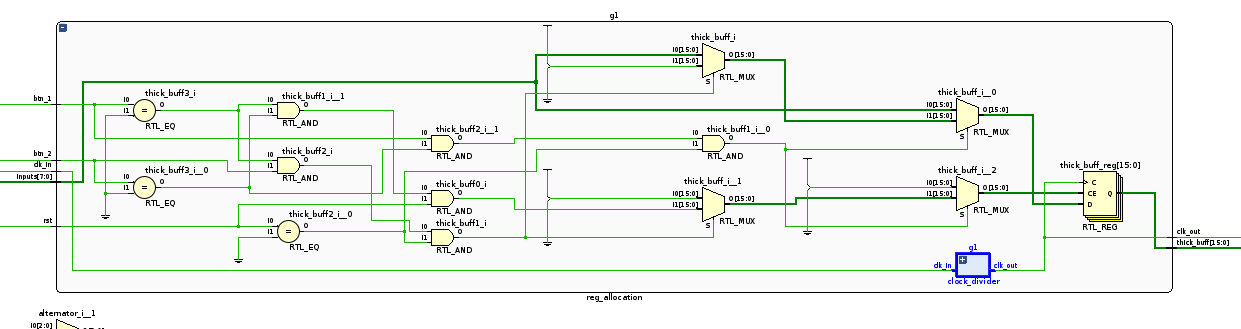 g1
thick_buff_i
I0[15:0]
I1[15:0]
O[15:0]
S
RTL_MUX
btn_1
thick_buff3_i
I0
I1
O
=
RTL_EQ
thick_buff1_i__1
I0
I1
O
RTL_AND
thick_buff_i__0
I0[15:0]
I1[15:0]
O[15:0]
S
RTL_MUX
thick_buff2_i__1
I0
I1
O
RTL_AND
thick_buff1_i__0
I0
I1
O
RTL_AND
btn_2
clk_in
inputs[7:0]
thick_buff2_i
I0
I1
O
RTL_AND
thick_buff3_i__0
I0
I1
O
=
RTL_EQ
thick_buff0_i
I0
I1
O
RTL_AND
thick_buff_i__1
I0[15:0]
I1[15:0]
O[15:0]
S
RTL_MUX
thick_buff_i__2
I0[15:0]
I1[15:0]
O[15:0]
S
RTL_MUX
thick_buff_reg[15:0]
C
CE
D
Q
RTL_REG
rst
thick_buff2_i__0
I0
I1
O
=
RTL_EQ
thick_buff1_i
I0
I1
O
RTL_AND
clk_out
thick_buff[15:0]
g1
clk_in
clk_out
clock_divider
reg_allocation
alternator_i__1
I0[2:0]